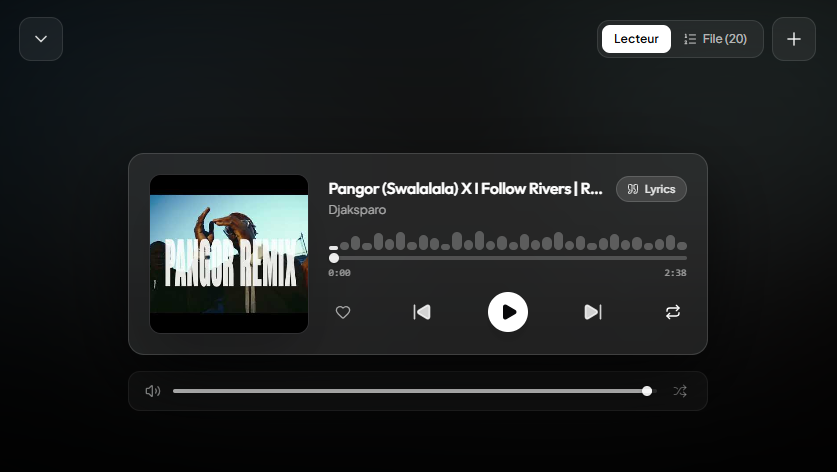 Lecteur
File (20)
Pangor (Swalalala) X I Follow Rivers | R...
Lyrics
Djaksparo
PANGOR REMIX
0:00
2:38